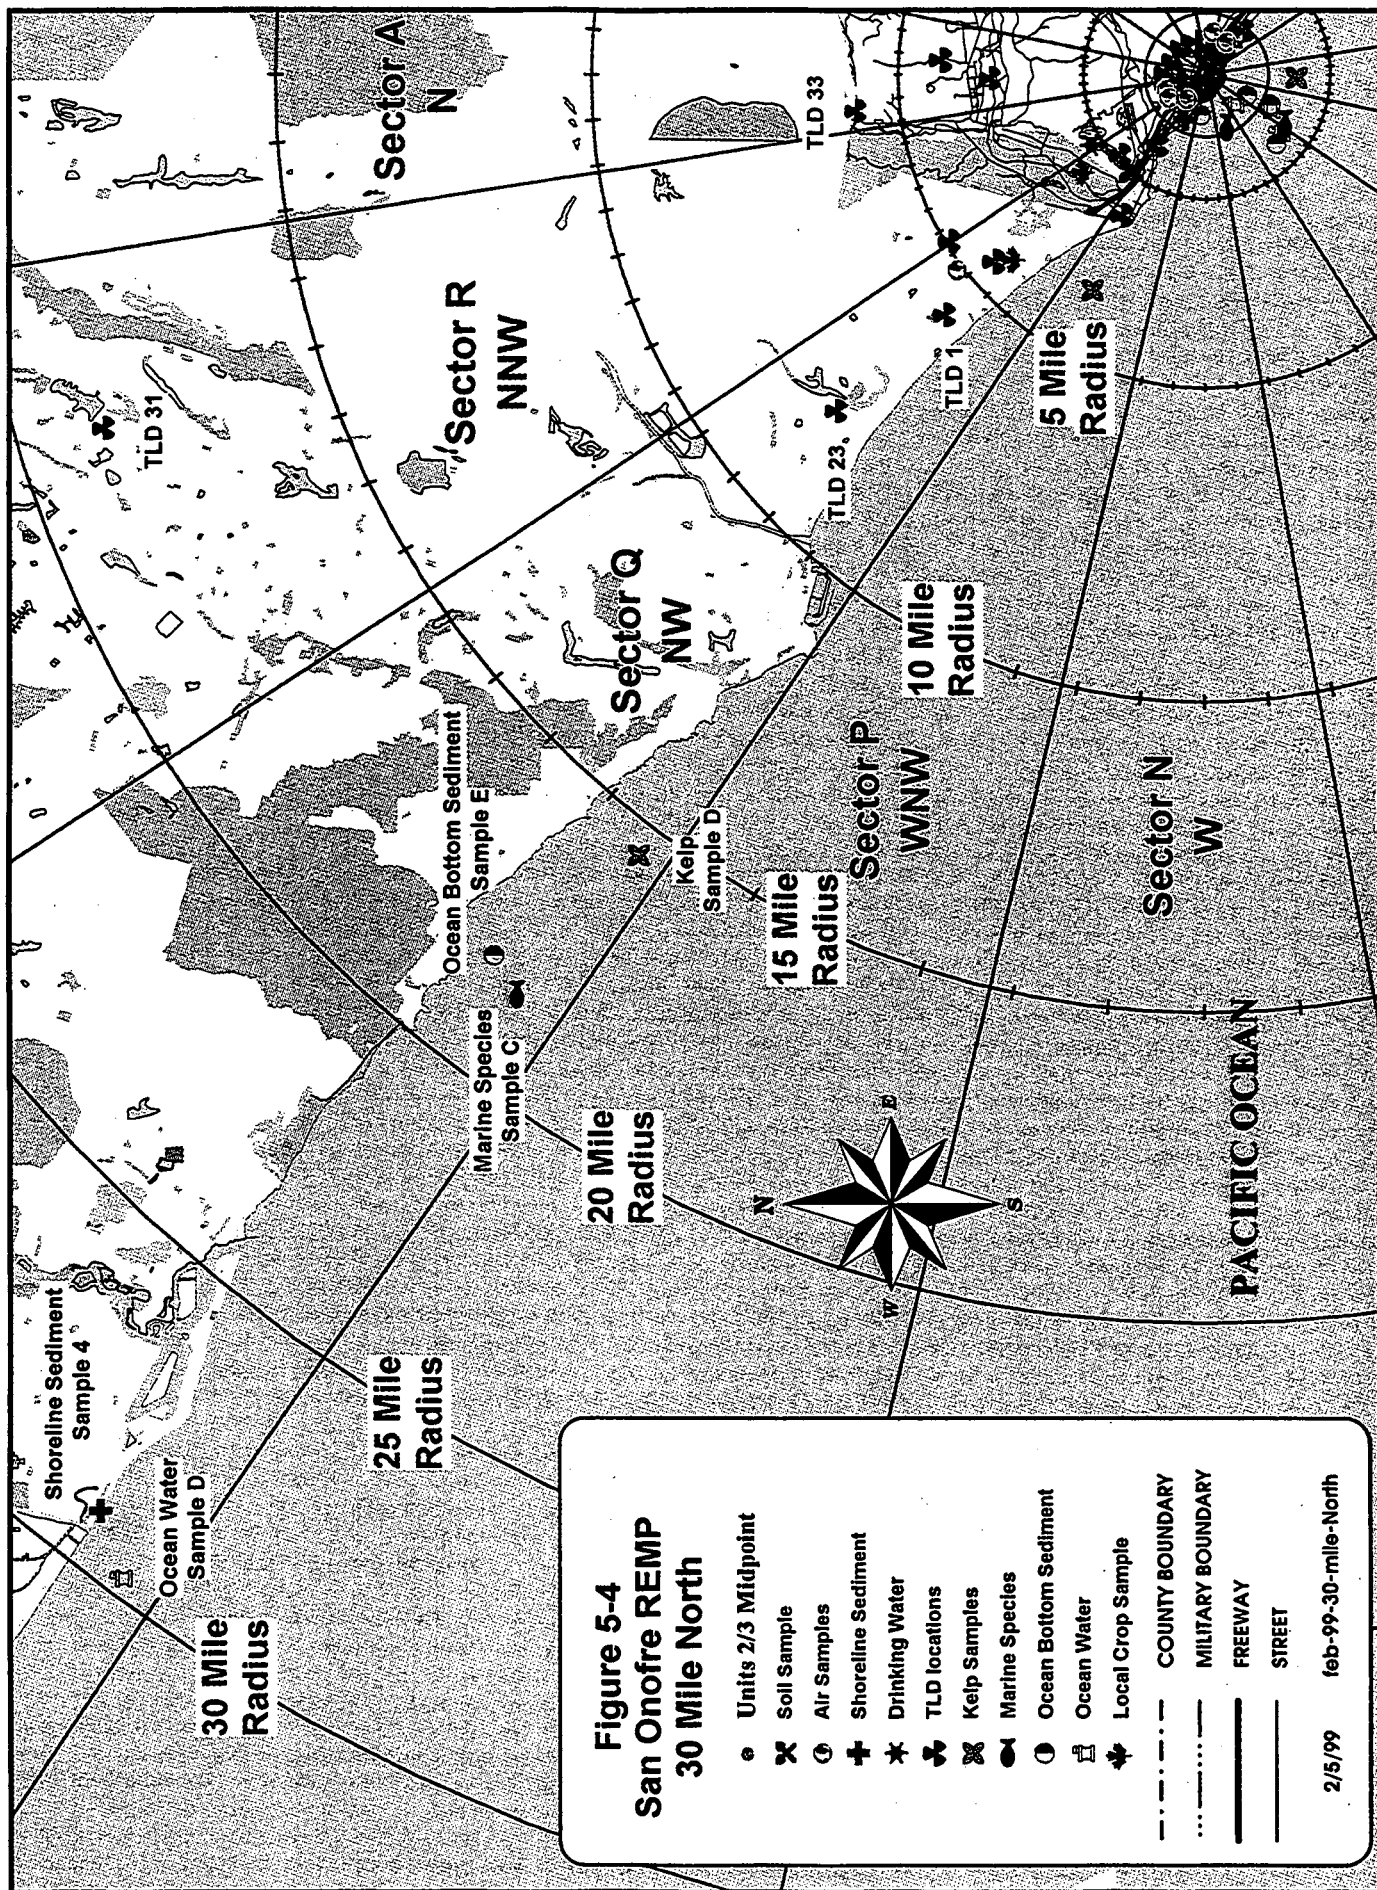 Sector A
N
TLD 33
Sector R
NNW
TLD 31
TLD 1
5 Mile
Radius
TLD 23
Sector Q
NW
10 Mile
Radius
Ocean Bottom Sediment
Sample E
Kelp
Sample D
Sector P
WNW
Sector N
W
15 Mile
Radius
Marine Species
Sample C
20 Mile
Radius
PACIFIC OCEAN
N
E
S
W
Shoreline Sediment
Sample 4
25 Mile
Radius
Ocean Water
Sample D
30 Mile
Radius
Figure 5-4
San Onofre REMP
30 Mile North
Units 2/3 Midpoint
Soil Sample
Air Samples
Shoreline Sediment
Drinking Water
TLD locations
Kelp Samples
Marine Species
Ocean Bottom Sediment
Ocean Water
Local Crop Sample
COUNTY BOUNDARY
MILITARY BOUNDARY
FREEWAY
STREET
2/5/99 feb-99-30-mile-North